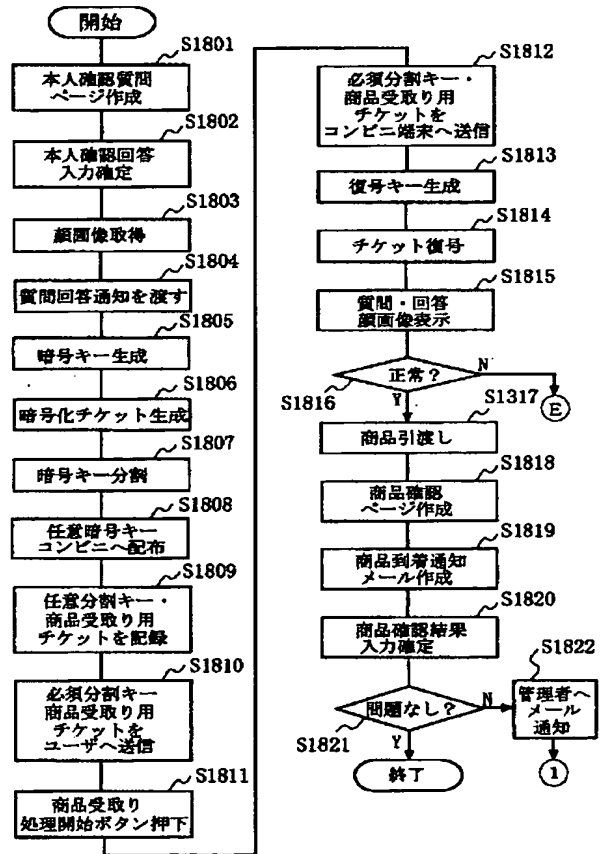 開始
S1801
本人確認質問
ページ作成
S1802
本人確認回答
入力確定
S1803
顔画像取得
S1804
質問回答通知を渡す
S1805
暗号キー生成
S1806
暗号化チケット生成
S1807
暗号キー分割
S1808
任意暗号キー
コンビニへ配布
S1809
任意分割キー・
商品受取り用
チケットを記録
S1810
必須分割キー
商品受取り用
チケットを
ユーザへ送信
S1811
商品受取り
処理開始ボタン押下
S1812
必須分割キー・
商品受取り用
チケットを
コンビニ端末へ送信
S1813
復号キー生成
S1814
チケット復号
S1815
質問・回答
顔画像表示
正常?
N
E
S1816
Y
S1317
商品引渡し
S1818
商品確認
ページ作成
S1819
商品到着通知
メール作成
S1820
商品確認結果
入力確定
S1822
問題なし?
N
管理者へ
メール
通知
S1821
Y
1
終了